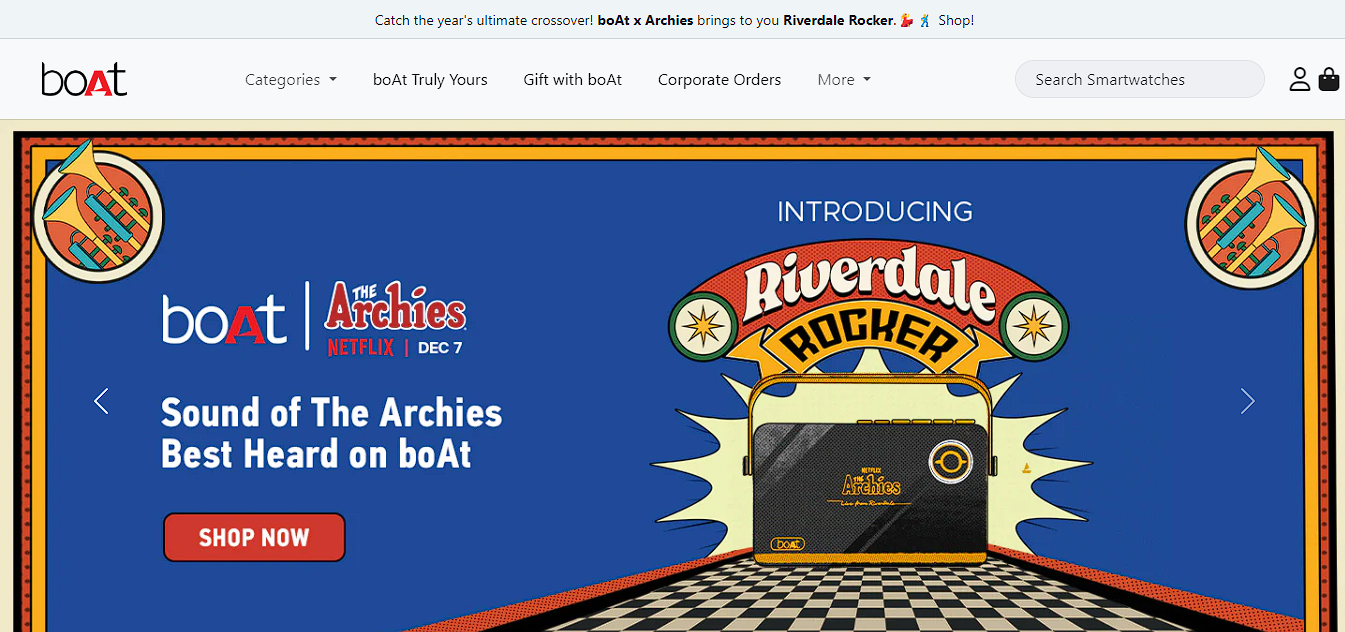 Catch the year's ultimate crossover! boAt x Archies brings to you Riverdale Rocker.💃🕺 Shop!
boAt
Categories
boAt Truly Yours
Gift with boAt
Corporate Orders
More
Search Smartwatches
INTRODUCING
Riverdale
ROCKER
boAt | THE Archies
NETFLIX | DEC 7
Sound of The Archies
Best Heard on boAt
SHOP NOW
NETFLIX
THE
Archies
Live from Riverdale
boAt